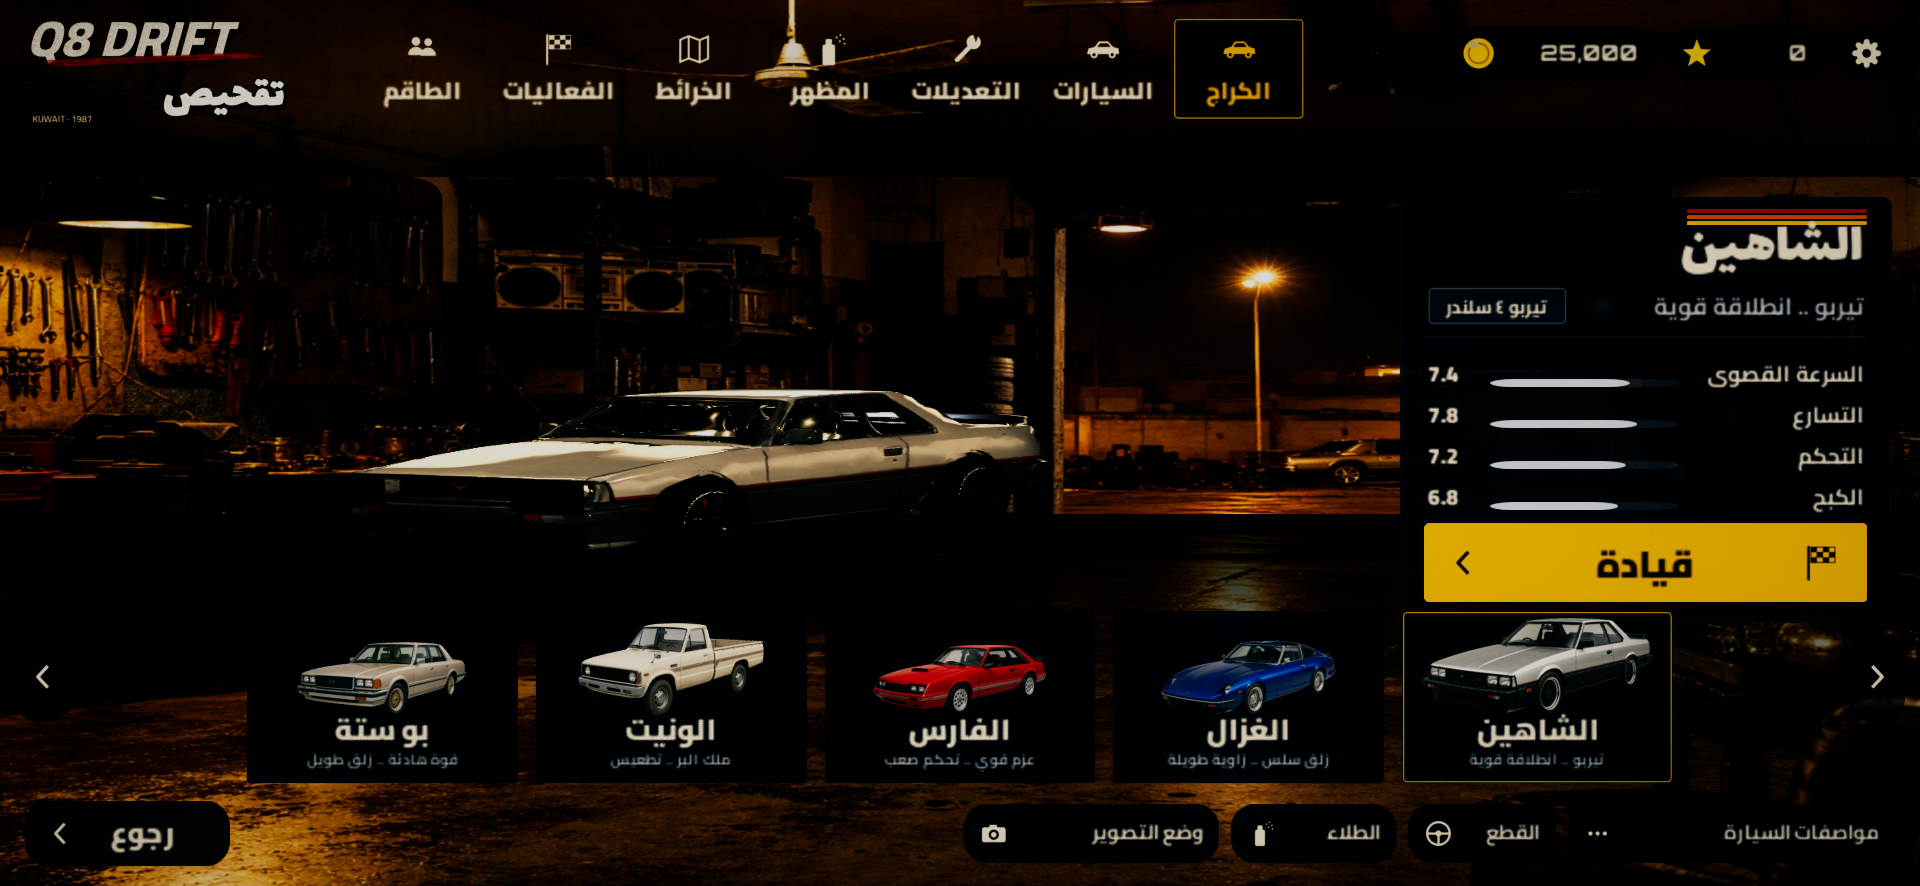 Q8 DRIFT
تفحيص
KUWAIT · 1987
الكراج
السيارات
التعديلات
المظهر
الخرائط
الفعاليات
الطاقم
25,000
0
الشاهين
تيربو .. انطلاقة قوية
تيربو ٤ سلندر
السرعة القصوى 7.4
التسارع 7.8
التحكم 7.2
الكبح 6.8
قيادة
الشاهين
تيربو .. انطلاقة قوية
الغزال
زلق سلس .. زاوية طويلة
الفارس
عزم قوي .. تحكم صعب
الونيت
ملك البر .. تطعيس
بو ستة
قوة هادئة .. زلق طويل
مواصفات السيارة
القطع
الطلاء
وضع التصوير
رجوع